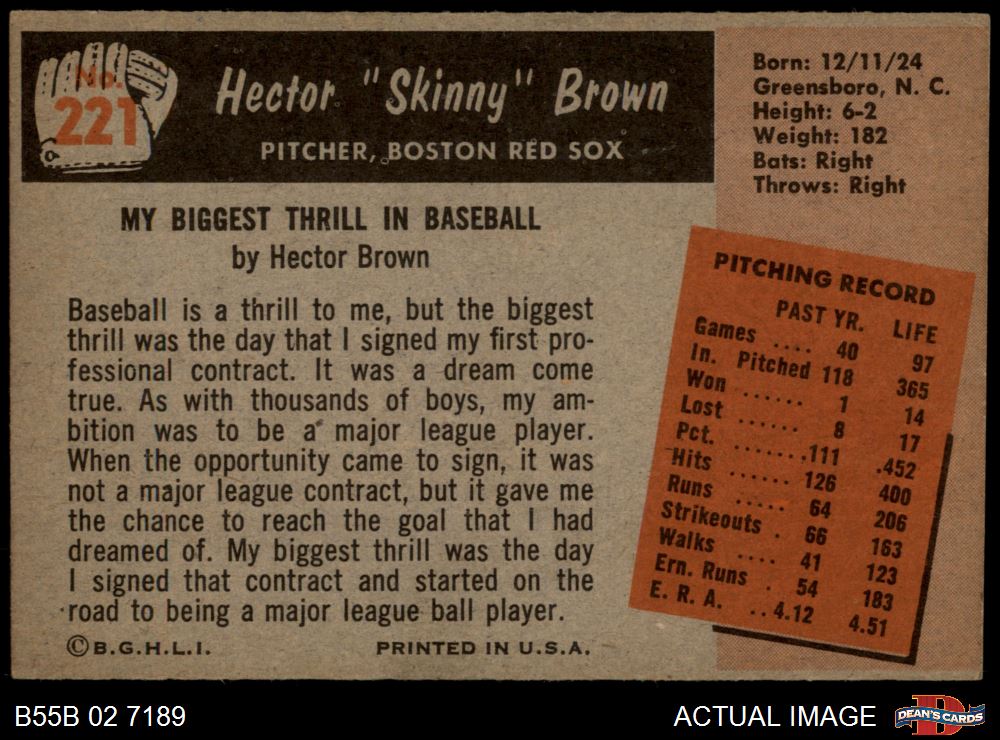 No.
221
Hector "Skinny" Brown
PITCHER, BOSTON RED SOX
Born: 12/11/24
Greensboro, N. C.
Height: 6-2
Weight: 182
Bats: Right
Throws: Right
MY BIGGEST THRILL IN BASEBALL
by Hector Brown
Baseball is a thrill to me, but the biggest
thrill was the day that I signed my first pro-
fessional contract. It was a dream come
true. As with thousands of boys, my am-
bition was to be a major league player.
When the opportunity came to sign, it was
not a major league contract, but it gave me
the chance to reach the goal that I had
dreamed of. My biggest thrill was the day
I signed that contract and started on the
road to being a major league ball player.
©B.G.H.L.I. PRINTED IN U.S.A.
PITCHING RECORD
PAST YR. LIFE
Games .... 40 97
In. Pitched 118 365
Won ...... 1 14
Lost ...... 8 17
Pct. .......111 .452
Hits ...... 126 400
Runs ..... 64 206
Strikeouts . 66 163
Walks .... 41 123
Ern. Runs . 54 183
E. R. A. ..4.12 4.51
B55B 02 7189
ACTUAL IMAGE
D
DEAN'S CARDS